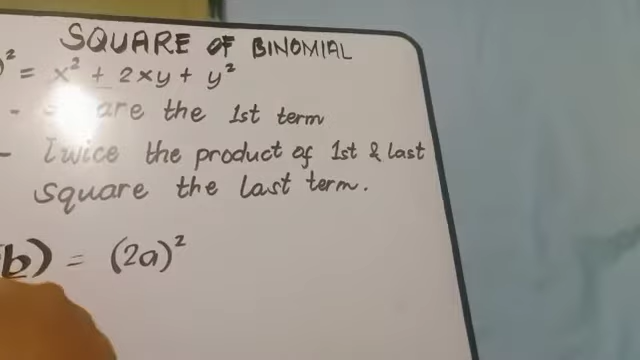 SQUARE OF BINOMIAL
)² = x² + 2xy + y²
- are the 1st term
- Twice the product of 1st & last
square the last term.
b) = (2a)²